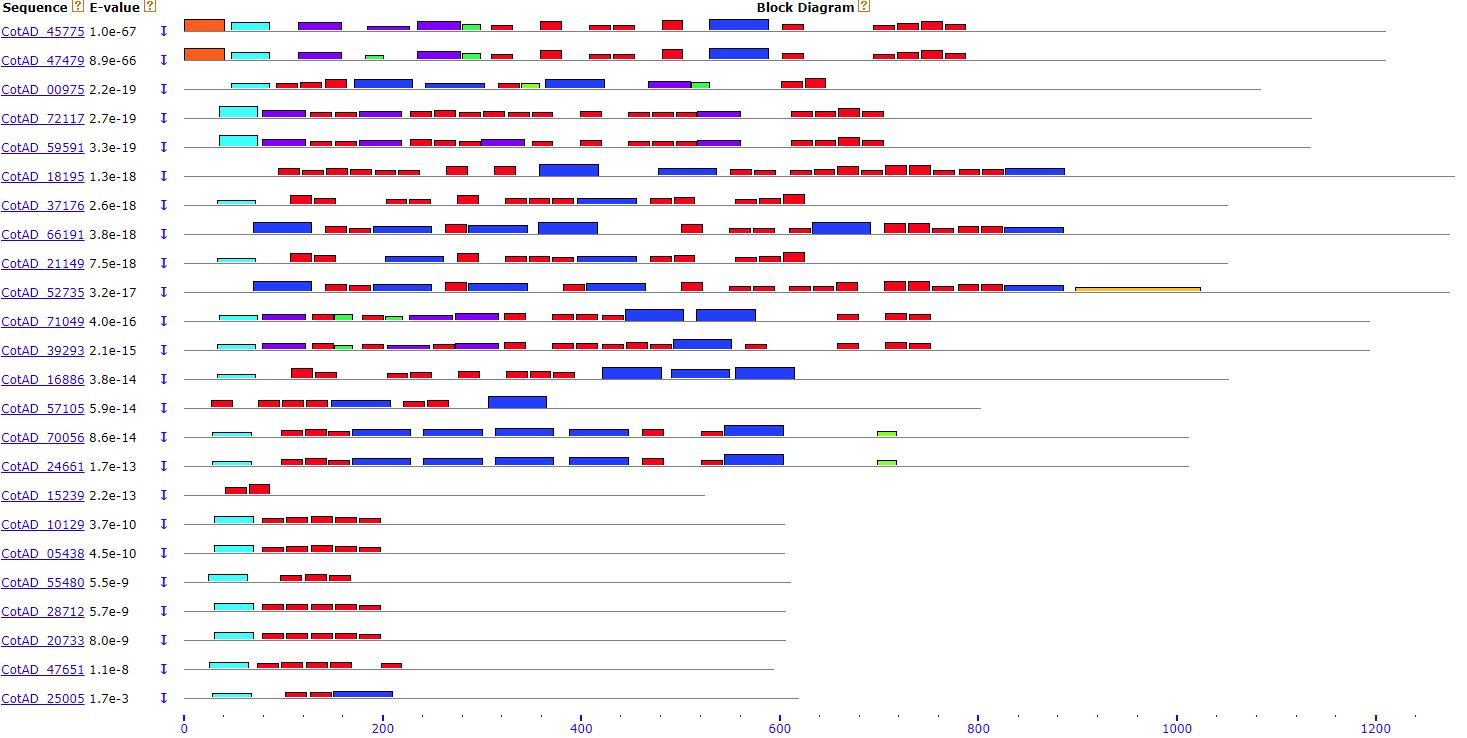 Sequence ? E-value ? Block Diagram ?
CotAD_45775 1.0e-67 ↧
CotAD_47479 8.9e-66 ↧
CotAD_00975 2.2e-19 ↧
CotAD_72117 2.7e-19 ↧
CotAD_59591 3.3e-19 ↧
CotAD_18195 1.3e-18 ↧
CotAD_37176 2.6e-18 ↧
CotAD_66191 3.8e-18 ↧
CotAD_21149 7.5e-18 ↧
CotAD_52735 3.2e-17 ↧
CotAD_71049 4.0e-16 ↧
CotAD_39293 2.1e-15 ↧
CotAD_16886 3.8e-14 ↧
CotAD_57105 5.9e-14 ↧
CotAD_70056 8.6e-14 ↧
CotAD_24661 1.7e-13 ↧
CotAD_15239 2.2e-13 ↧
CotAD_10129 3.7e-10 ↧
CotAD_05438 4.5e-10 ↧
CotAD_55480 5.5e-9 ↧
CotAD_28712 5.7e-9 ↧
CotAD_20733 8.0e-9 ↧
CotAD_47651 1.1e-8 ↧
CotAD_25005 1.7e-3 ↧
0 200 400 600 800 1000 1200